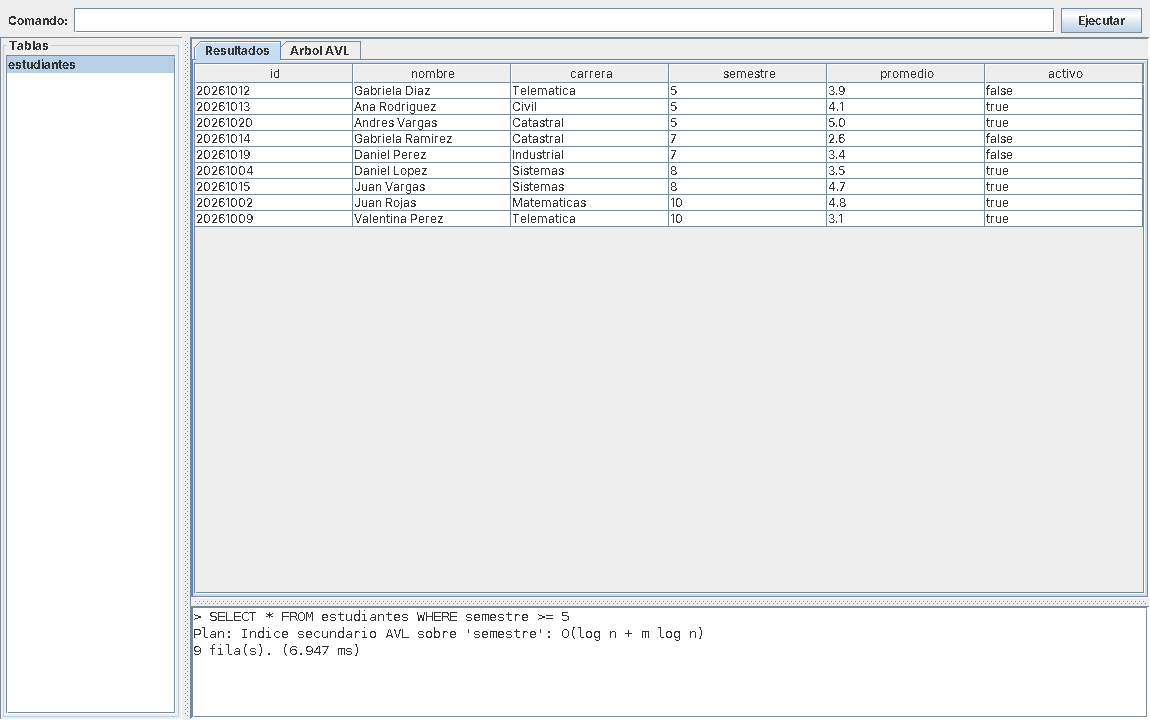 Comando: Ejecutar
Tablas
estudiantes
Resultados Arbol AVL
id nombre carrera semestre promedio activo
20261012 Gabriela Diaz Telematica 5 3.9 false
20261013 Ana Rodriguez Civil 5 4.1 true
20261020 Andres Vargas Catastral 5 5.0 true
20261014 Gabriela Ramirez Catastral 7 2.6 false
20261019 Daniel Perez Industrial 7 3.4 false
20261004 Daniel Lopez Sistemas 8 3.5 true
20261015 Juan Vargas Sistemas 8 4.7 true
20261002 Juan Rojas Matematicas 10 4.8 true
20261009 Valentina Perez Telematica 10 3.1 true
> SELECT * FROM estudiantes WHERE semestre >= 5
Plan: Indice secundario AVL sobre 'semestre': O(log n + m log n)
9 fila(s). (6.947 ms)